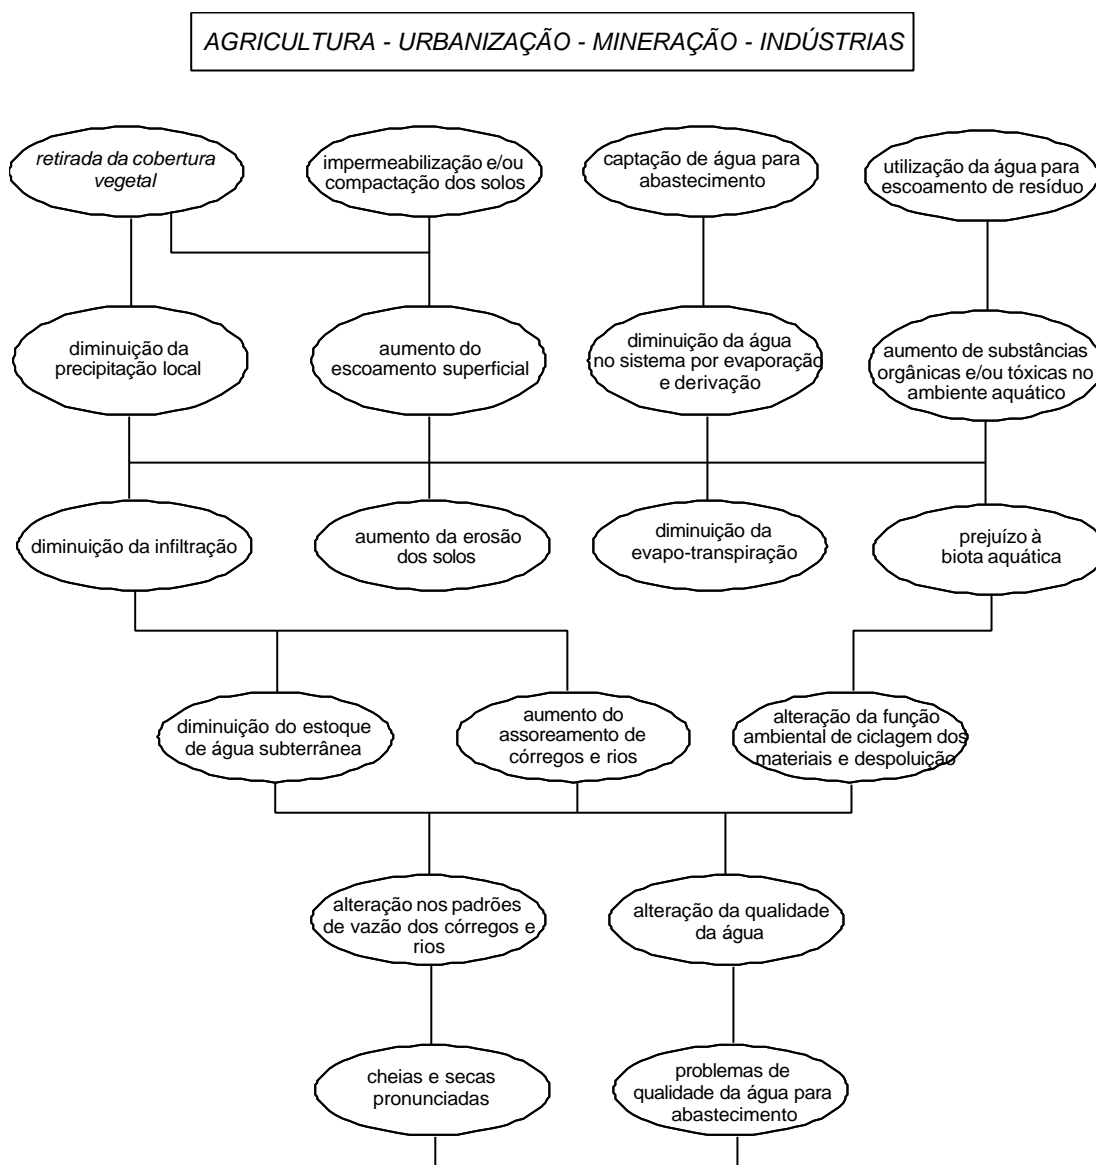 AGRICULTURA - URBANIZAÇÃO - MINERAÇÃO - INDÚSTRIAS
retirada da cobertura
vegetal
impermeabilização e/ou
compactação dos solos
captação de água para
abastecimento
utilização da água para
escoamento de resíduo
diminuição da
precipitação local
aumento do
escoamento superficial
diminuição da água
no sistema por evaporação
e derivação
aumento de substâncias
orgânicas e/ou tóxicas no
ambiente aquático
diminuição da infiltração
aumento da erosão
dos solos
diminuição da
evapo-transpiração
prejuízo à
biota aquática
diminuição do estoque
de água subterrânea
aumento do
assoreamento de
córregos e rios
alteração da função
ambiental de ciclagem dos
materiais e despoluição
alteração nos padrões
de vazão dos córregos e
rios
alteração da qualidade
da água
cheias e secas
pronunciadas
problemas de
qualidade da água para
abastecimento